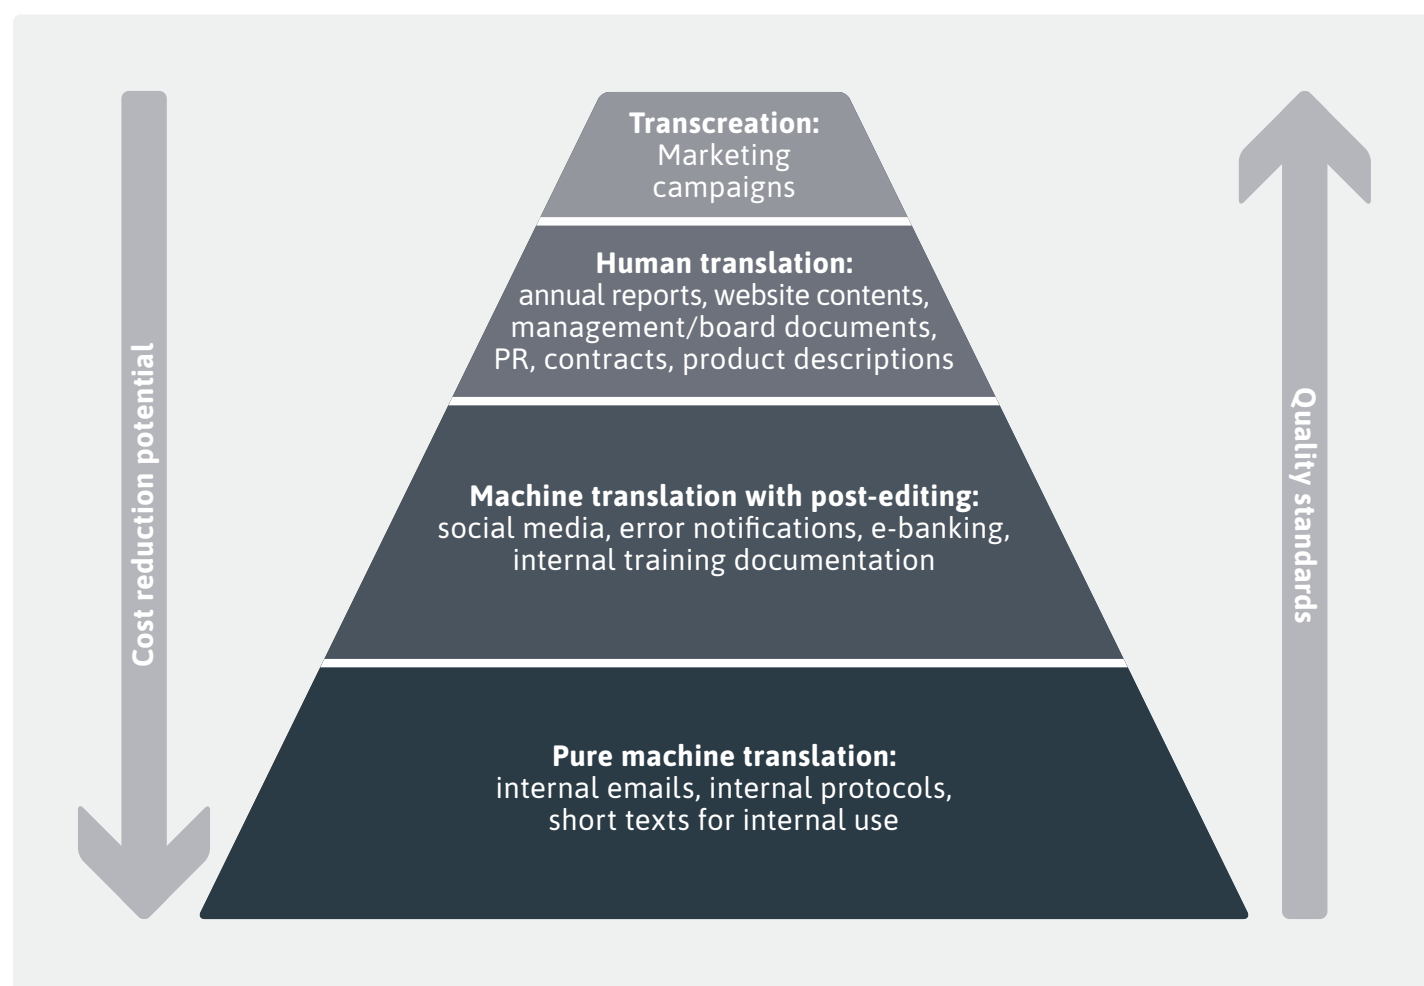 Cost reduction potential
Transcreation:
Marketing
campaigns
Human translation:
annual reports, website contents,
management/board documents,
PR, contracts, product descriptions
Machine translation with post-editing:
social media, error notifications, e-banking,
internal training documentation
Pure machine translation:
internal emails, internal protocols,
short texts for internal use
Quality standards